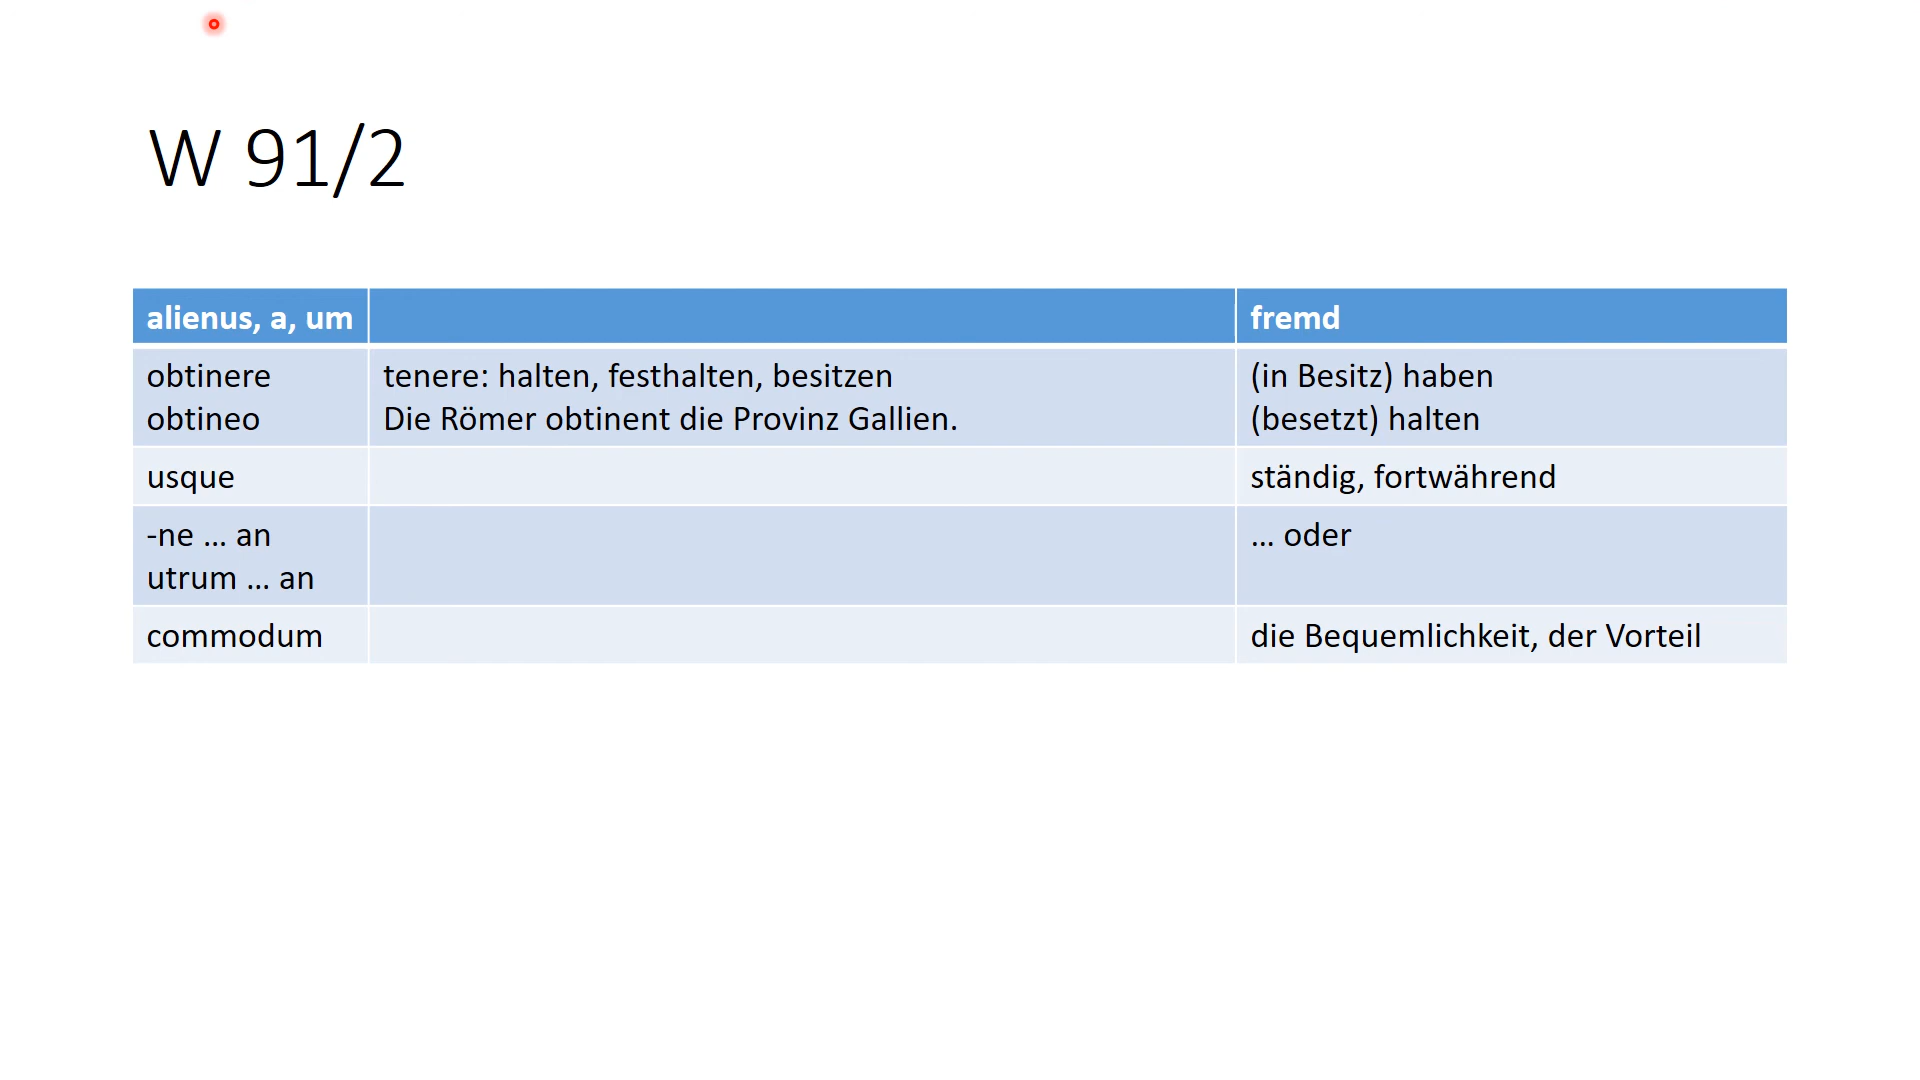 W 91/2
alienus, a, um fremd
obtinere tenere: halten, festhalten, besitzen (in Besitz) haben
obtineo Die Römer obtinent die Provinz Gallien. (besetzt) halten
usque ständig, fortwährend
-ne ... an ... oder
utrum ... an
commodum die Bequemlichkeit, der Vorteil